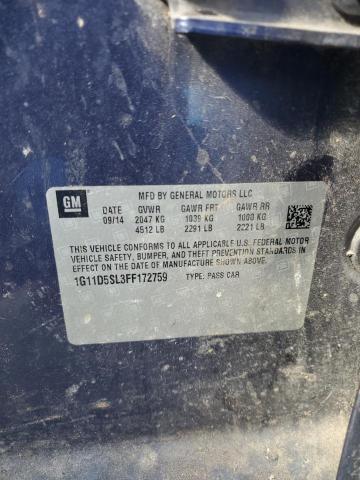 GM
MFD BY GENERAL MOTORS LLC
DATE GVWR GAWR FRT GAWR RR
09/14 2047 KG 1039 KG 1008 KG
4512 LB 2291 LB 2221 LB
THIS VEHICLE CONFORMS TO ALL APPLICABLE U.S. FEDERAL MOTOR
VEHICLE SAFETY, BUMPER, AND THEFT PREVENTION STANDARDS IN
EFFECT ON THE DATE OF MANUFACTURE SHOWN ABOVE.
1G11D5SL3FF172759 TYPE: PASS CAR